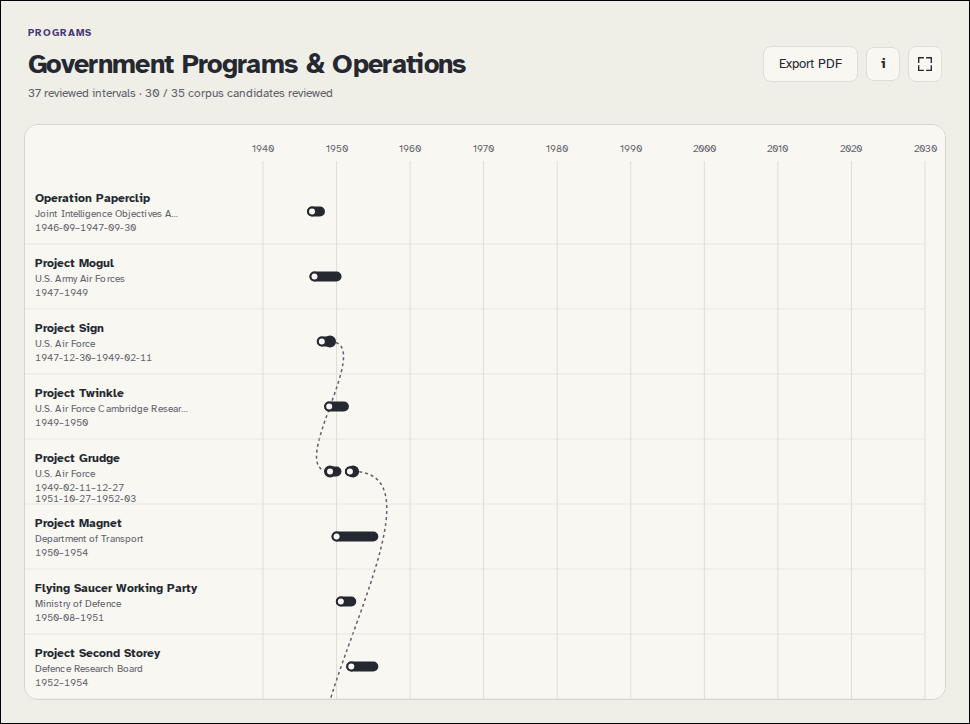 PROGRAMS
Government Programs & Operations
37 reviewed intervals · 30 / 35 corpus candidates reviewed
Export PDF
i
1940 1950 1960 1970 1980 1990 2000 2010 2020 2030
Operation Paperclip
Joint Intelligence Objectives A...
1946-09–1947-09-30
Project Mogul
U.S. Army Air Forces
1947–1949
Project Sign
U.S. Air Force
1947-12-30–1949-02-11
Project Twinkle
U.S. Air Force Cambridge Resear...
1949–1950
Project Grudge
U.S. Air Force
1949-02-11–12-27
1951-10-27–1952-03
Project Magnet
Department of Transport
1950–1954
Flying Saucer Working Party
Ministry of Defence
1950-08–1951
Project Second Storey
Defence Research Board
1952–1954